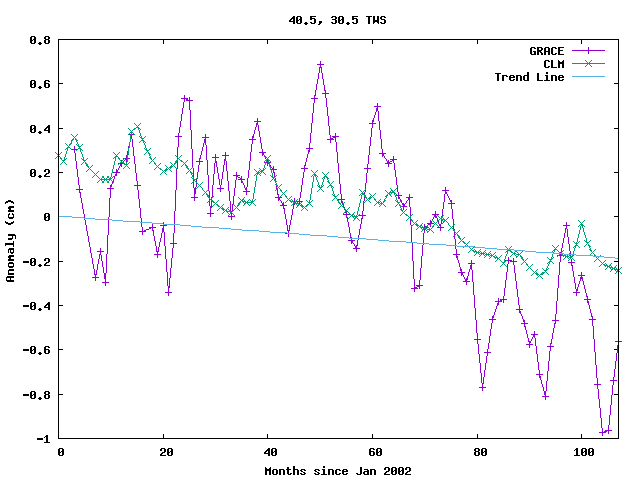 40.5, 30.5 TWS
GRACE
CLM
Trend Line
0.8
0.6
0.4
0.2
0
-0.2
-0.4
-0.6
-0.8
-1
Anomaly (cm)
0 20 40 60 80 100
Months since Jan 2002